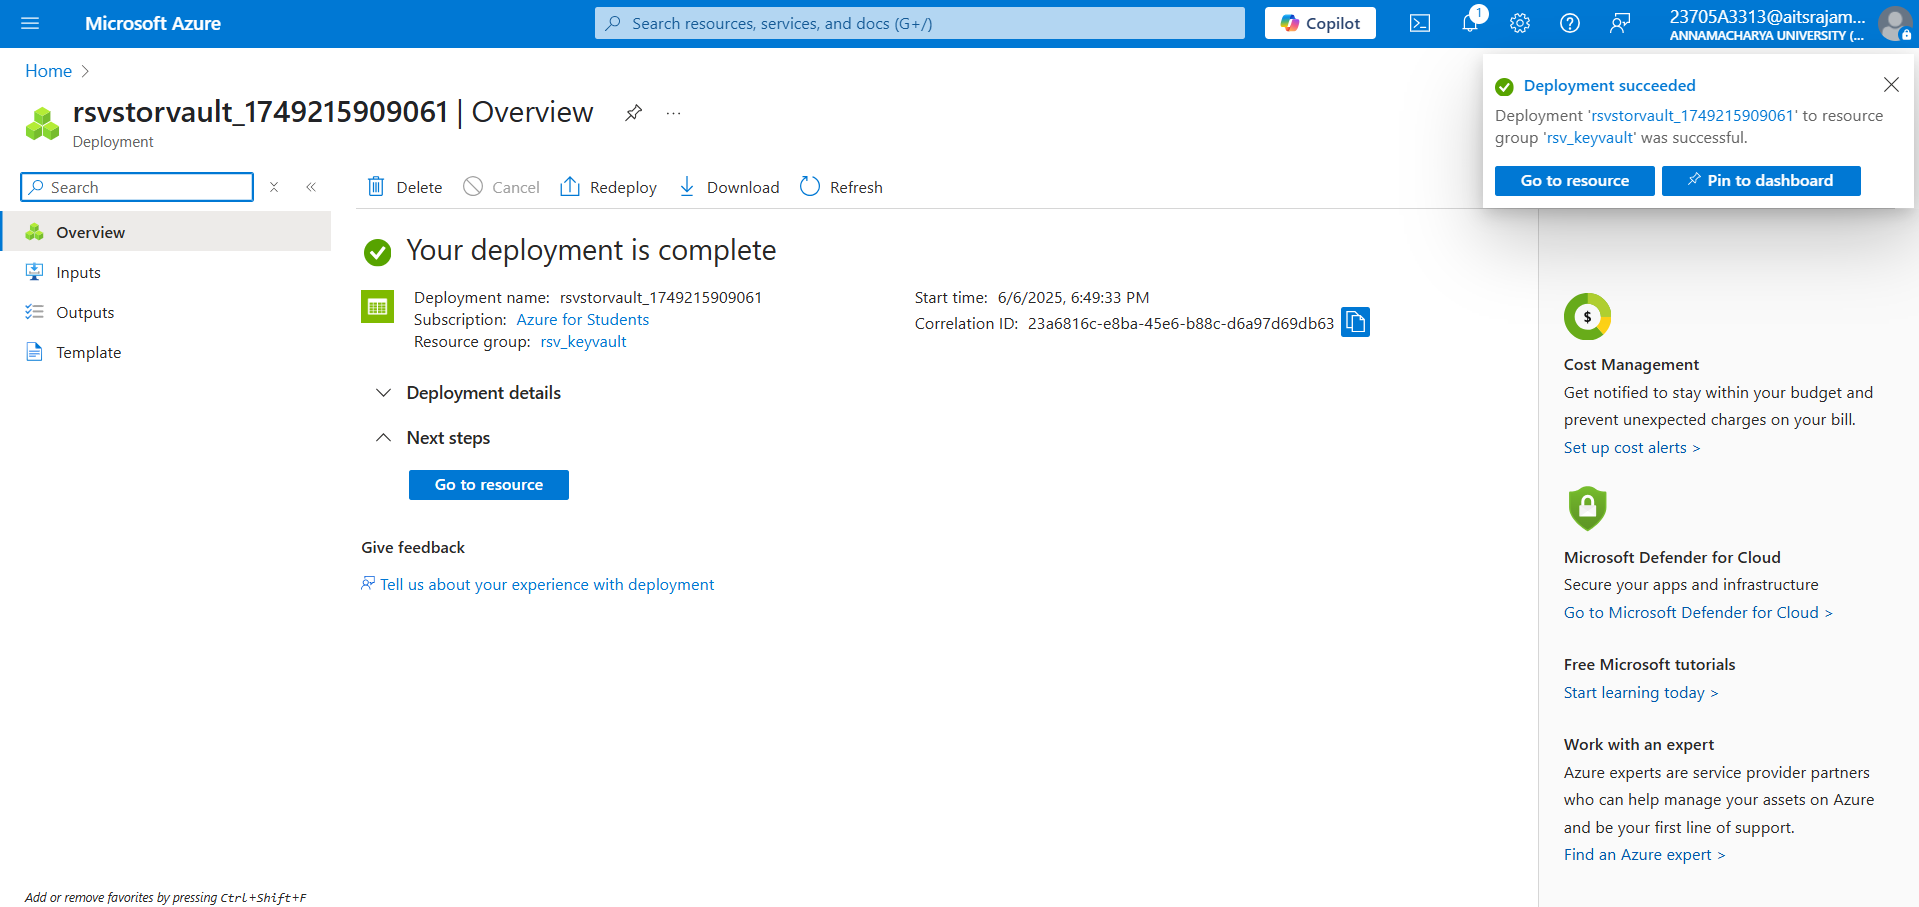 Microsoft Azure
Search resources, services, and docs (G+/)
Copilot
1
23705A3313@aitsrajam...
ANNAMACHARYA UNIVERSITY (...
Home
rsvstorvault_1749215909061 | Overview
...
Deployment
Deployment succeeded
Deployment 'rsvstorvault_1749215909061' to resource
group 'rsv_keyvault' was successful.
Go to resource
Pin to dashboard
Search
Delete
Cancel
Redeploy
Download
Refresh
Overview
Inputs
Outputs
Template
Your deployment is complete
Deployment name: rsvstorvault_1749215909061
Subscription: Azure for Students
Resource group: rsv_keyvault
Start time: 6/6/2025, 6:49:33 PM
Correlation ID: 23a6816c-e8ba-45e6-b88c-d6a97d69db63
Deployment details
Next steps
Go to resource
Give feedback
Tell us about your experience with deployment
$
Cost Management
Get notified to stay within your budget and
prevent unexpected charges on your bill.
Set up cost alerts >
Microsoft Defender for Cloud
Secure your apps and infrastructure
Go to Microsoft Defender for Cloud >
Free Microsoft tutorials
Start learning today >
Work with an expert
Azure experts are service provider partners
who can help manage your assets on Azure
and be your first line of support.
Find an Azure expert >
Add or remove favorites by pressing Ctrl+Shift+F